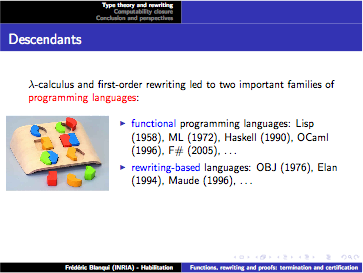 Type theory and rewriting
Computability closure
Conclusion and perspectives
Descendants
λ-calculus and first-order rewriting led to two important families of
programming languages:
▶ functional programming languages: Lisp
(1958), ML (1972), Haskell (1990), OCaml
(1996), F# (2005), ...
▶ rewriting-based languages: OBJ (1976), Elan
(1994), Maude (1996), ...
Frédéric Blanqui (INRIA) - Habilitation
Functions, rewriting and proofs: termination and certification